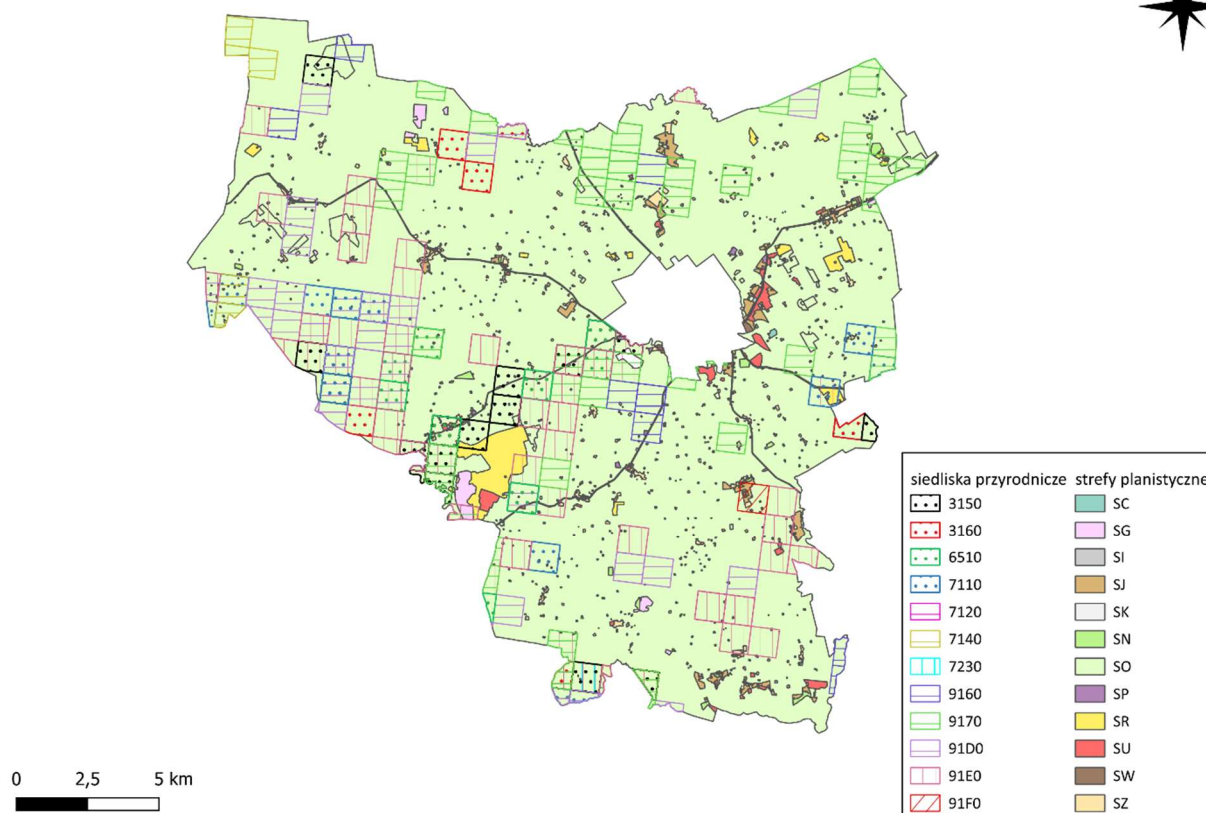 siedliska przyrodnicze strefy planistyczne
3150 SC
3160 SG
6510 SI
7110 SJ
7120 SK
7140 SN
7230 SO
9160 SP
9170 SR
91D0 SU
91E0 SW
91F0 SZ
0 2,5 5 km